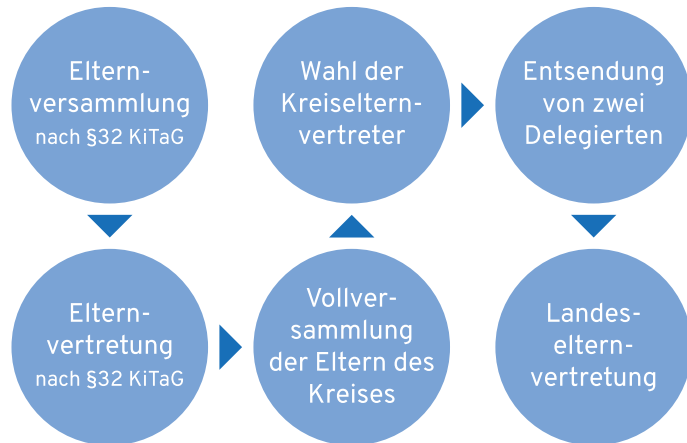 Eltern-
versammlung
nach §32 KiTaG
Eltern-
vertretung
nach §32 KiTaG
Vollver-
sammlung
der Eltern des
Kreises
Wahl der
Kreiseltern-
vertreter
Entsendung
von zwei
Delegierten
Landes-
eltern-
vertretung